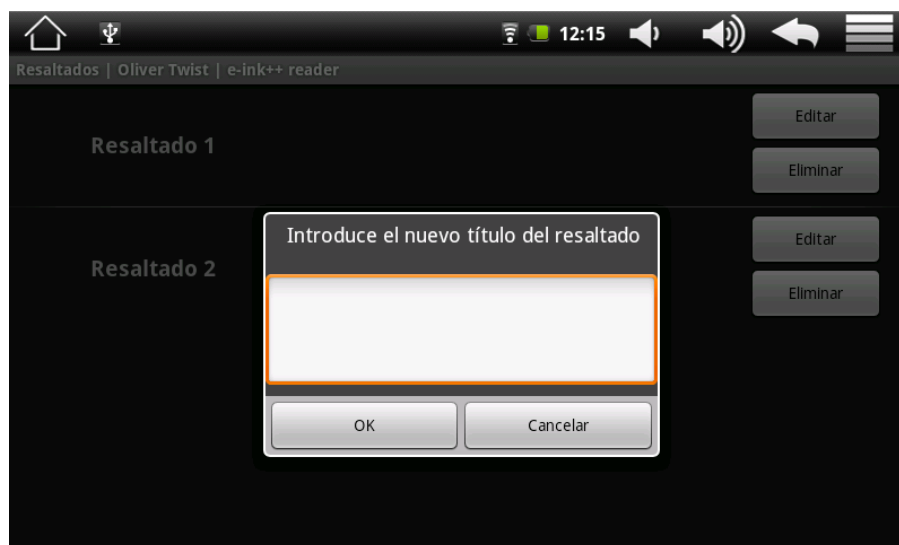 12:15
Resaltados | Oliver Twist | e-ink++ reader
Resaltado 1
Editar
Eliminar
Resaltado 2
Editar
Eliminar
Introduce el nuevo título del resaltado
OK
Cancelar